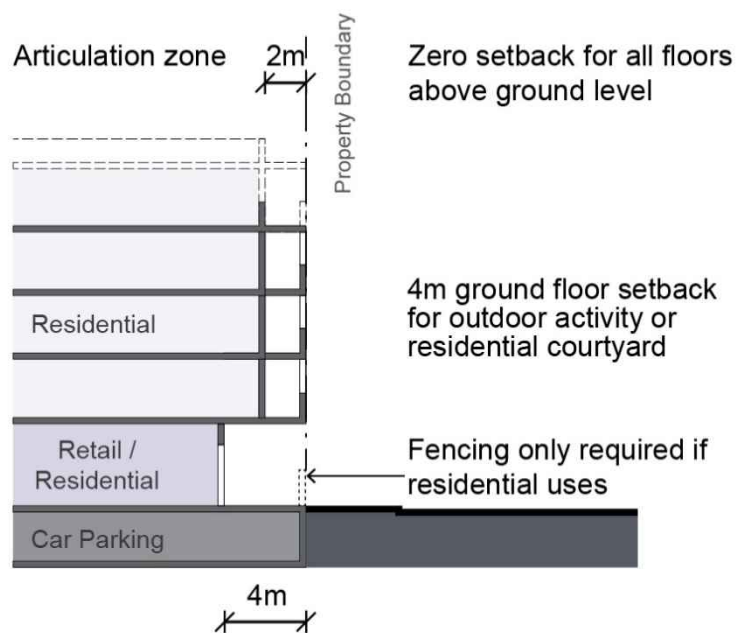 Articulation zone
2m
Property Boundary
Zero setback for all floors
above ground level
Residential
4m ground floor setback
for outdoor activity or
residential courtyard
Retail /
Residential
Fencing only required if
residential uses
Car Parking
4m